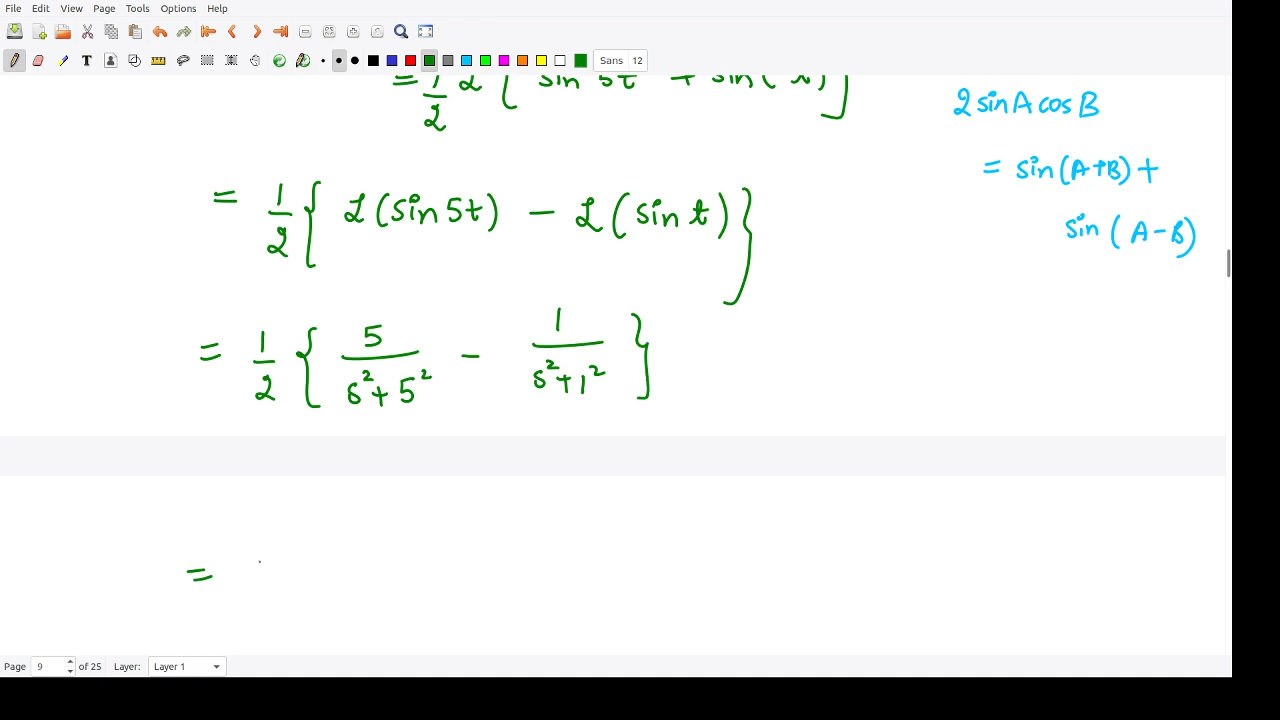 File Edit View Page Tools Options Help
T Sans 12
= 1/2 L [ sin 5t + sin(
2 sin A cos B
= sin(A+B) +
sin (A-B)
= 1/2 { L(sin 5t) - L(sin t) }
= 1/2 { 5/(s²+5²) - 1/(s²+1²) }
=
Page 9 of 25 Layer: Layer 1